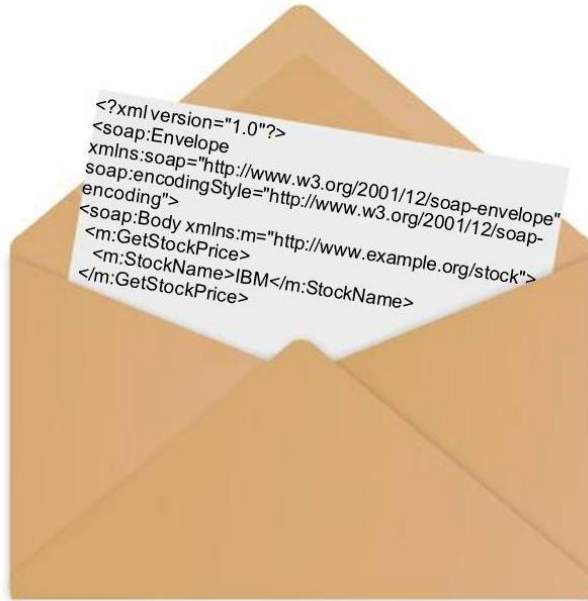 <?xml version="1.0"?>
<soap:Envelope
xmlns:soap="http://www.w3.org/2001/12/soap-envelope"
soap:encodingStyle="http://www.w3.org/2001/12/soap-
encoding">
<soap:Body xmlns:m="http://www.example.org/stock">
<m:GetStockPrice>
<m:StockName>IBM</m:StockName>
</m:GetStockPrice>